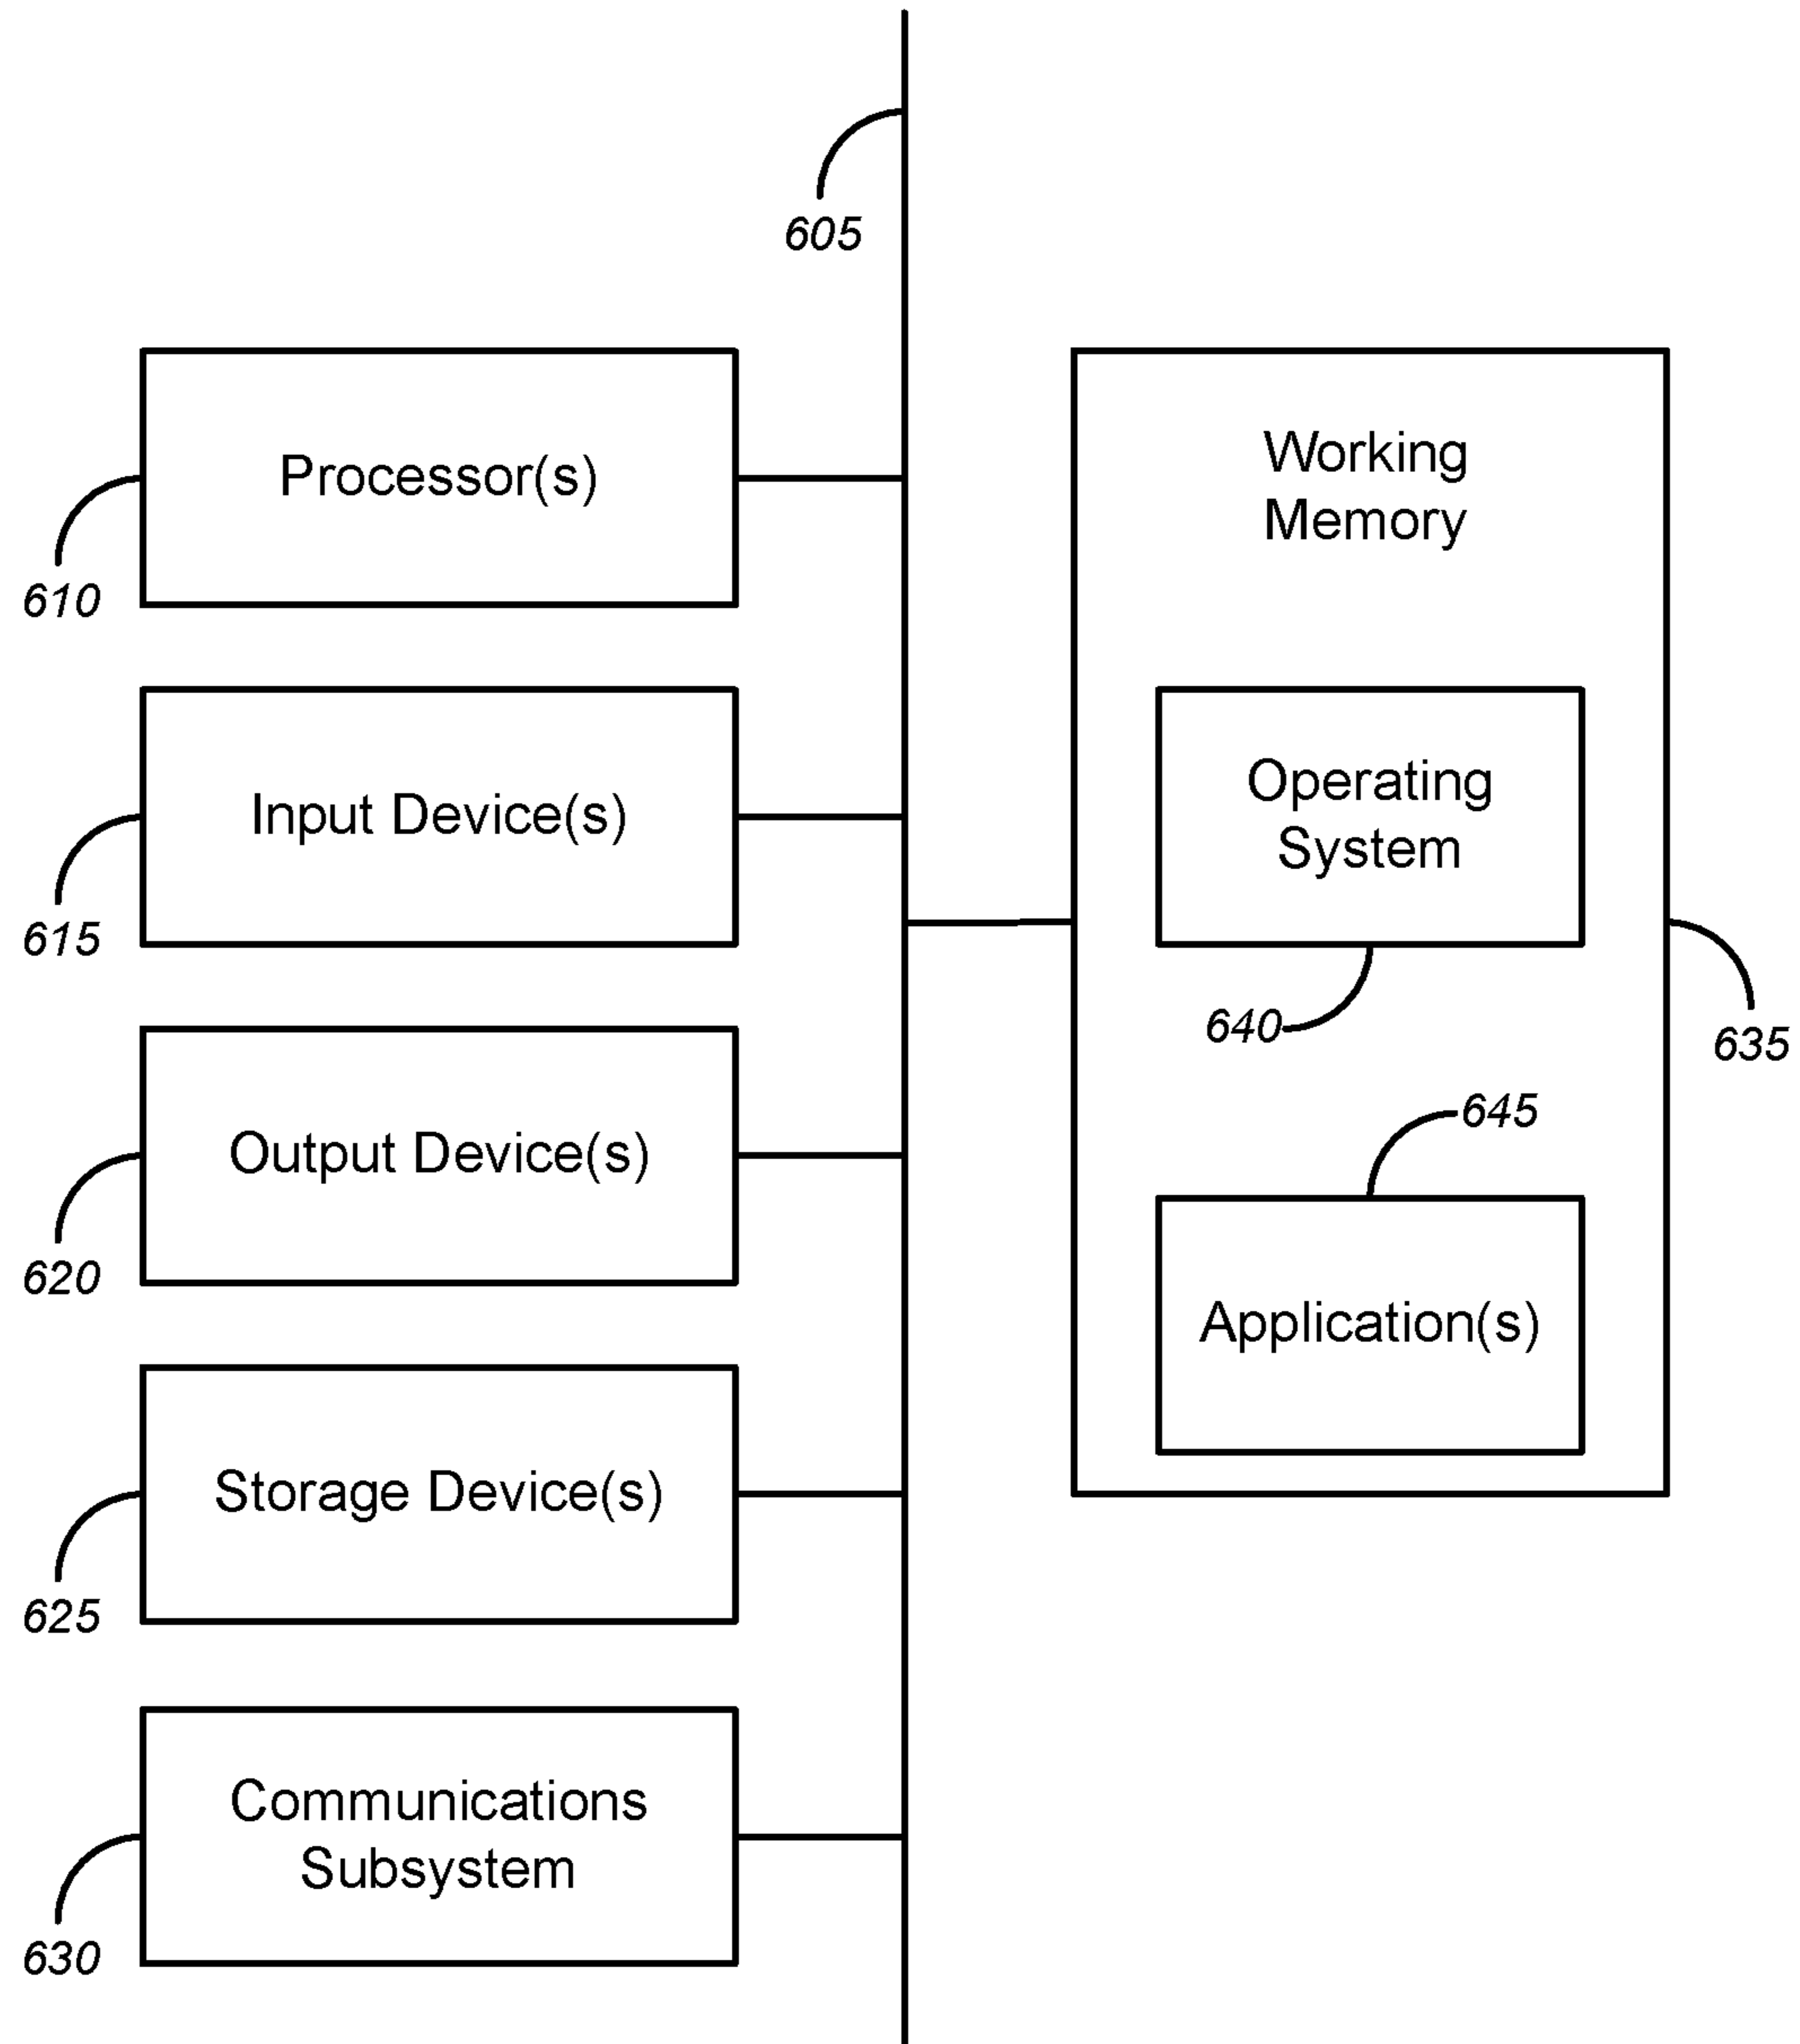 605
Processor(s)
610
Input Device(s)
615
Output Device(s)
620
Storage Device(s)
625
Communications
Subsystem
630
Working
Memory
Operating
System
640
635
645
Application(s)